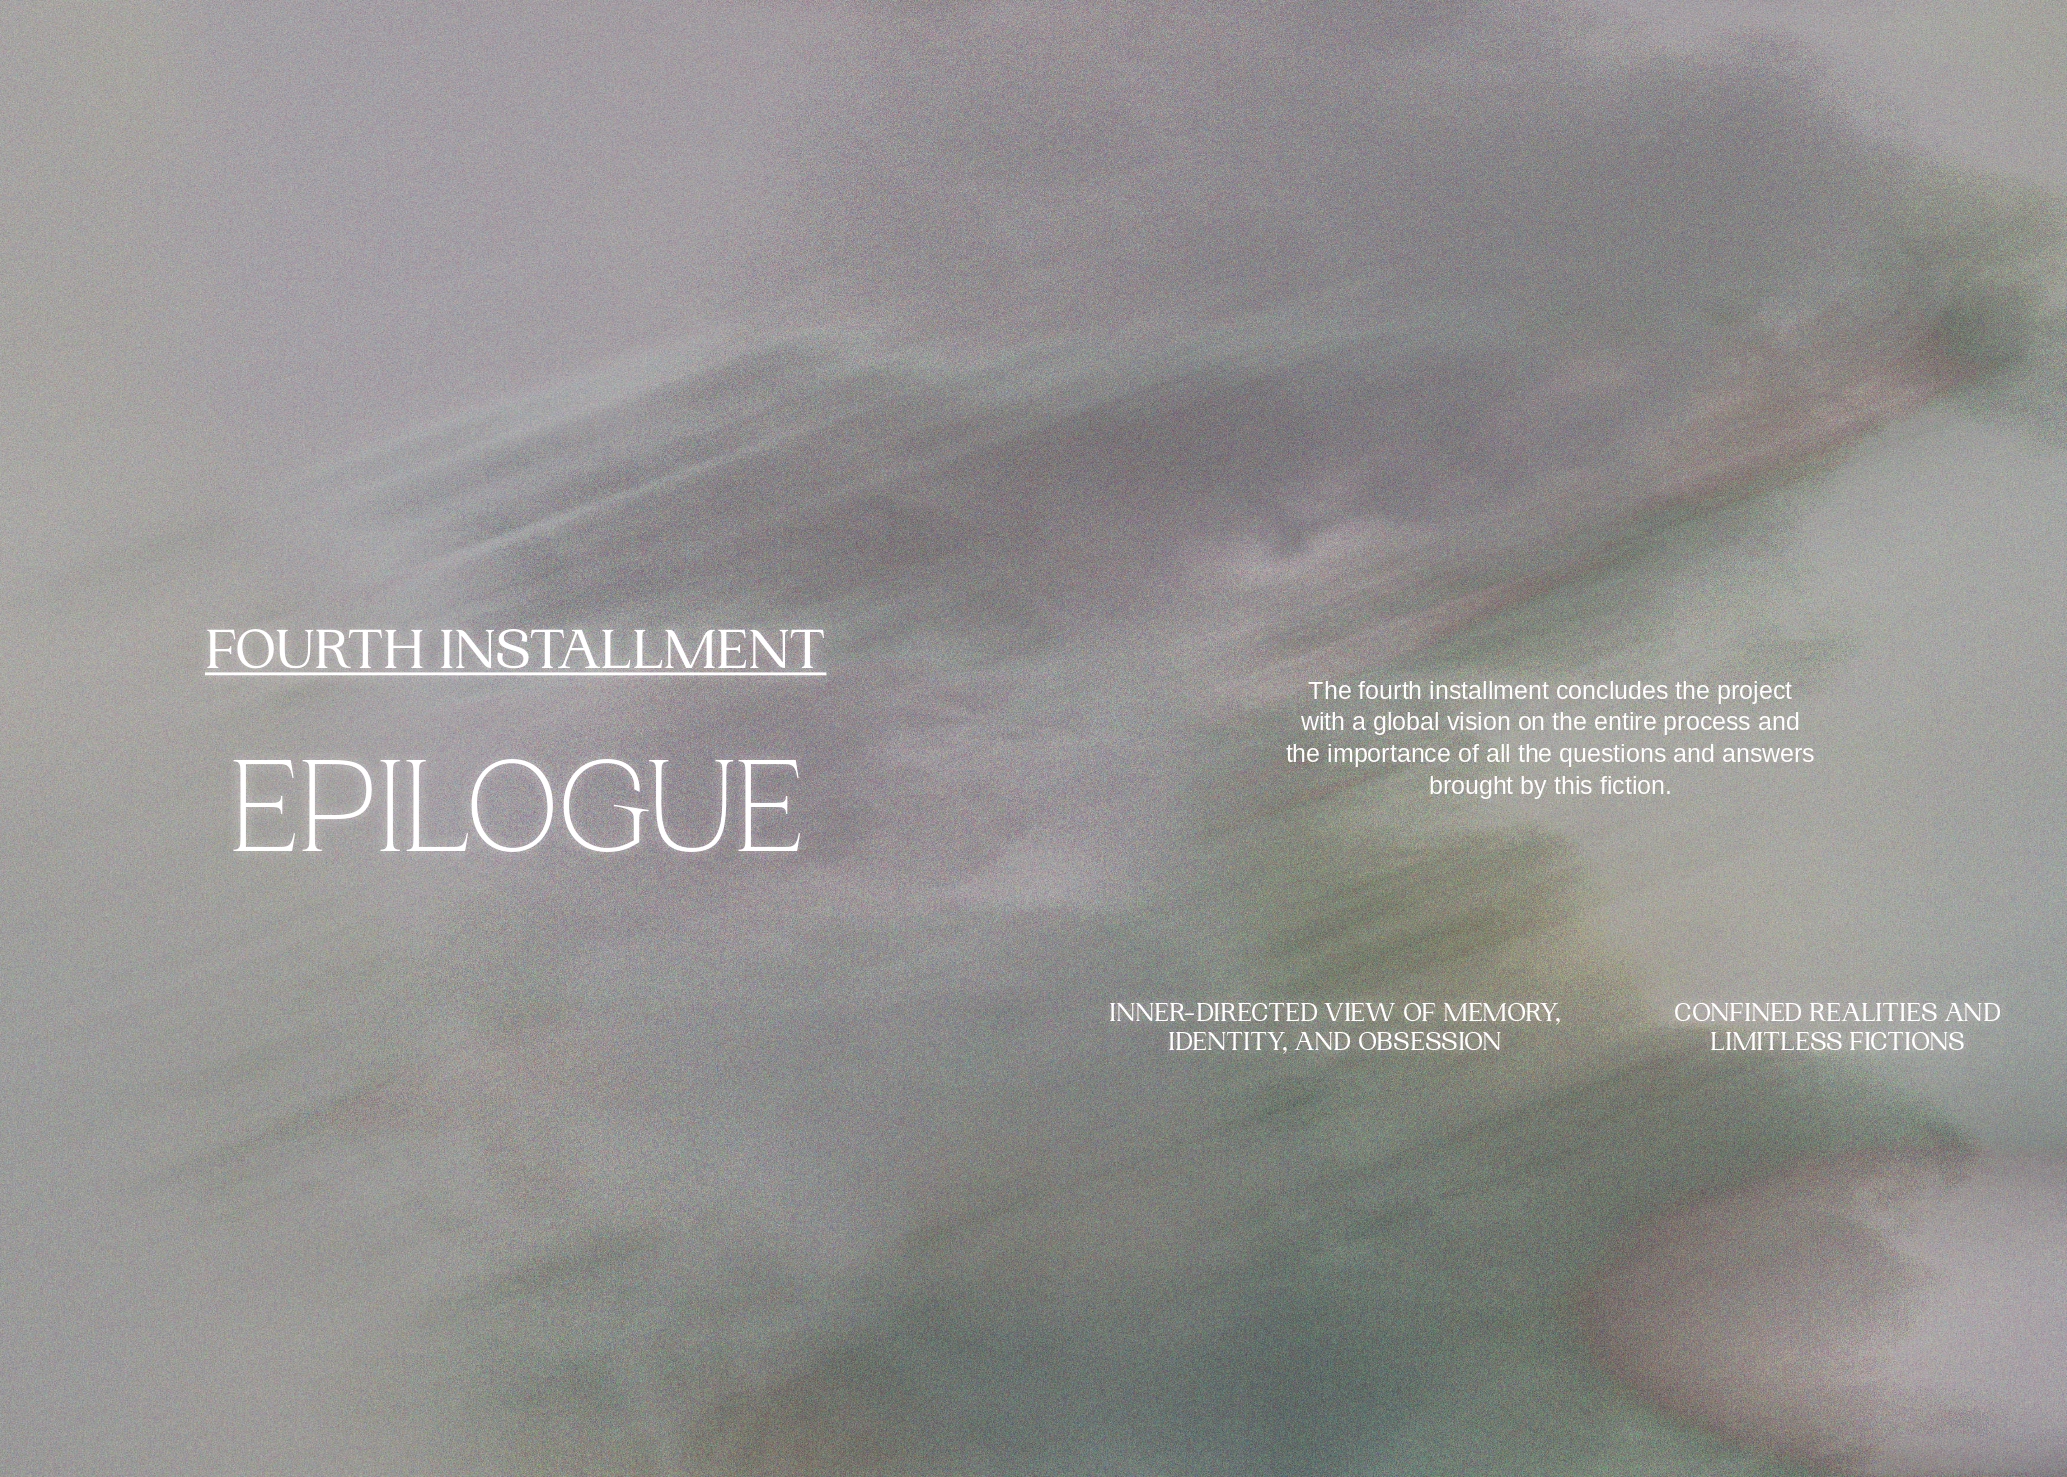 FOURTH INSTALLMENT
EPILOGUE
The fourth installment concludes the project
with a global vision on the entire process and
the importance of all the questions and answers
brought by this fiction.
INNER-DIRECTED VIEW OF MEMORY,
IDENTITY, AND OBSESSION
CONFINED REALITIES AND
LIMITLESS FICTIONS